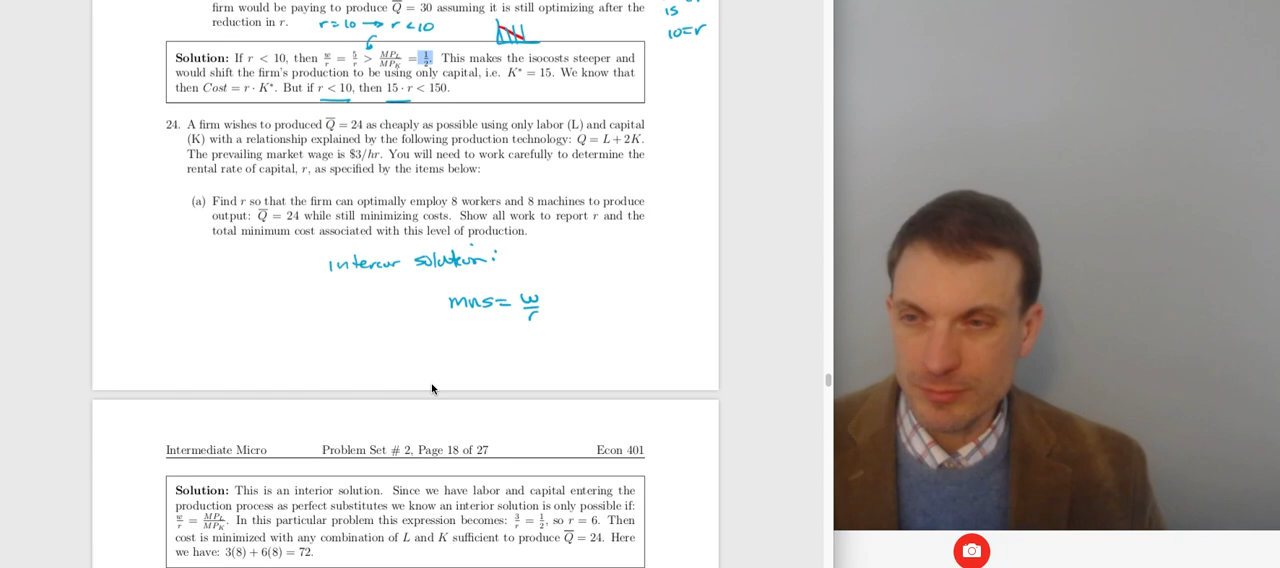 firm would be paying to produce Q̅ = 30 assuming it is still optimizing after the
reduction in r.
r=10 → r<10
is
10=r
Solution: If r < 10, then w/r = 5/r > MP_L/MP_K = 1/2. This makes the isocosts steeper and
would shift the firm's production to be using only capital, i.e. K* = 15. We know that
then Cost = r · K*. But if r < 10, then 15 · r < 150.
24. A firm wishes to produced Q̅ = 24 as cheaply as possible using only labor (L) and capital
(K) with a relationship explained by the following production technology: Q = L + 2K.
The prevailing market wage is $3/hr. You will need to work carefully to determine the
rental rate of capital, r, as specified by the items below:
(a) Find r so that the firm can optimally employ 8 workers and 8 machines to produce
output: Q̅ = 24 while still minimizing costs. Show all work to report r and the
total minimum cost associated with this level of production.
solution:
= w/r
Intermediate Micro Problem Set # 2, Page 18 of 27 Econ 401
Solution: This is an interior solution. Since we have labor and capital entering the
production process as perfect substitutes we know an interior solution is only possible if:
w/r = MP_L/MP_K. In this particular problem this expression becomes: 3/r = 1/2, so r = 6. Then
cost is minimized with any combination of L and K sufficient to produce Q̅ = 24. Here
we have: 3(8) + 6(8) = 72.